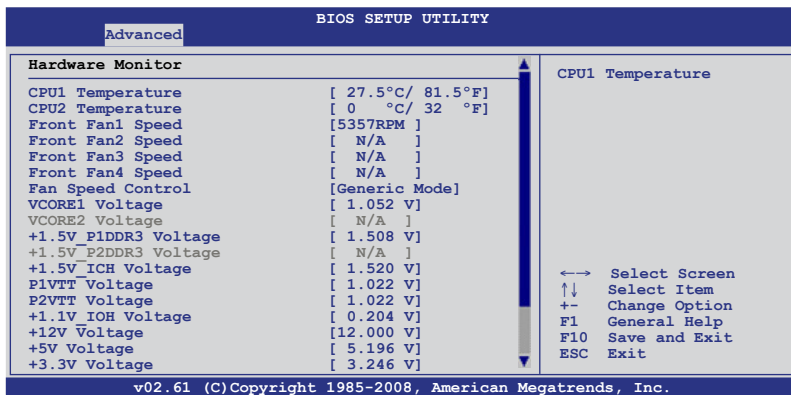 BIOS SETUP UTILITY
Advanced
Hardware Monitor
CPU1 Temperature [ 27.5°C/ 81.5°F]
CPU2 Temperature [ 0 °C/ 32 °F]
Front Fan1 Speed [5357RPM ]
Front Fan2 Speed [ N/A ]
Front Fan3 Speed [ N/A ]
Front Fan4 Speed [ N/A ]
Fan Speed Control [Generic Mode]
VCORE1 Voltage [ 1.052 V]
VCORE2 Voltage [ N/A ]
+1.5V_P1DDR3 Voltage [ 1.508 V]
+1.5V_P2DDR3 Voltage [ N/A ]
+1.5V_ICH Voltage [ 1.520 V]
P1VTT Voltage [ 1.022 V]
P2VTT Voltage [ 1.022 V]
+1.1V_IOH Voltage [ 0.204 V]
+12V Voltage [12.000 V]
+5V Voltage [ 5.196 V]
+3.3V Voltage [ 3.246 V]
CPU1 Temperature
←→ Select Screen
↑↓ Select Item
+- Change Option
F1 General Help
F10 Save and Exit
ESC Exit
v02.61 (C)Copyright 1985-2008, American Megatrends, Inc.